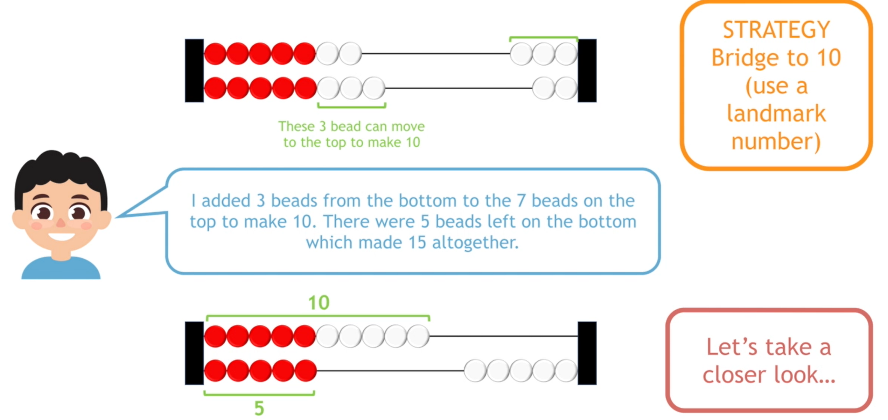 STRATEGY
Bridge to 10
(use a
landmark
number)
These 3 bead can move
to the top to make 10
I added 3 beads from the bottom to the 7 beads on the
top to make 10. There were 5 beads left on the bottom
which made 15 altogether.
10
5
Let’s take a
closer look…